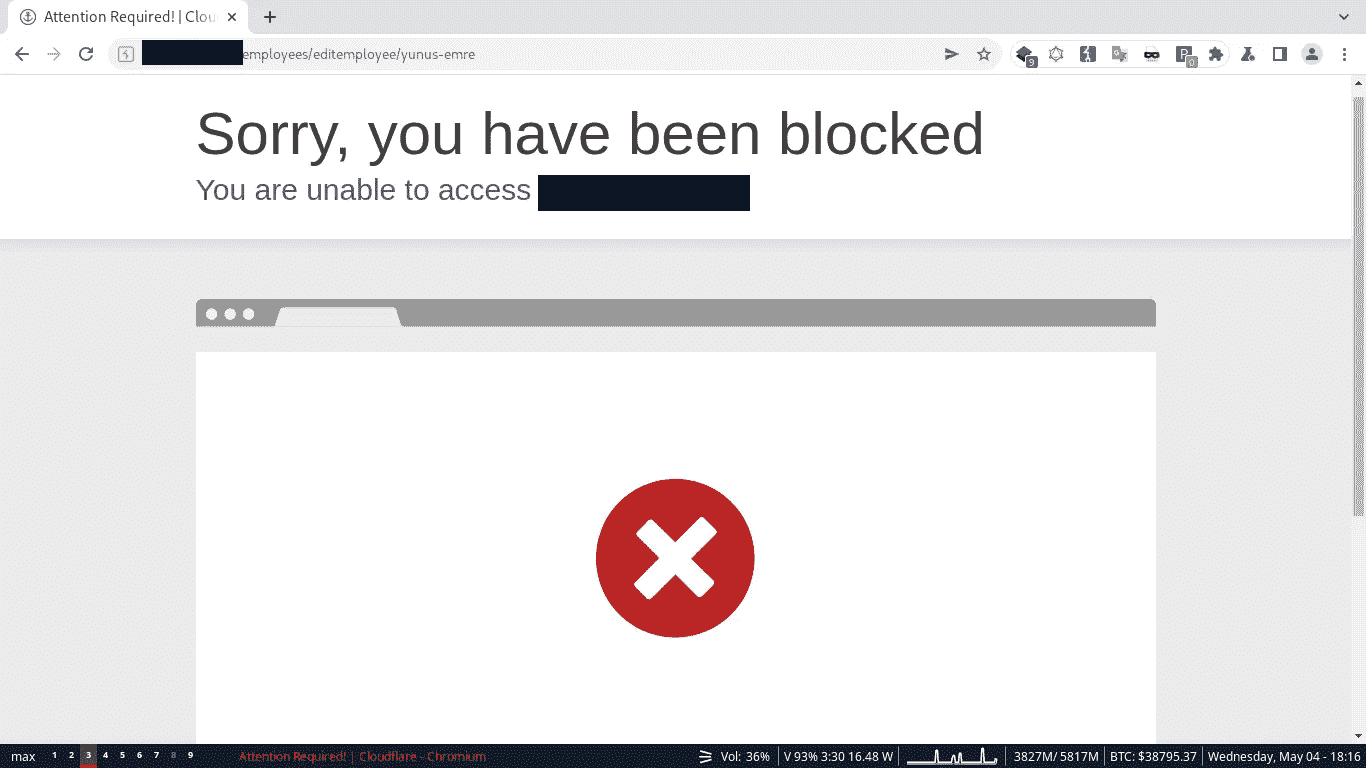 Attention Required! | Clou
employees/editemployee/yunus-emre
9
0
Sorry, you have been blocked
You are unable to access
max 1 2 3 4 5 6 7 8 9 Attention Required! | Cloudflare - Chromium Vol: 36% V 93% 3:30 16.48 W 3827M/ 5817M BTC: $38795.37 Wednesday, May 04 - 18:16